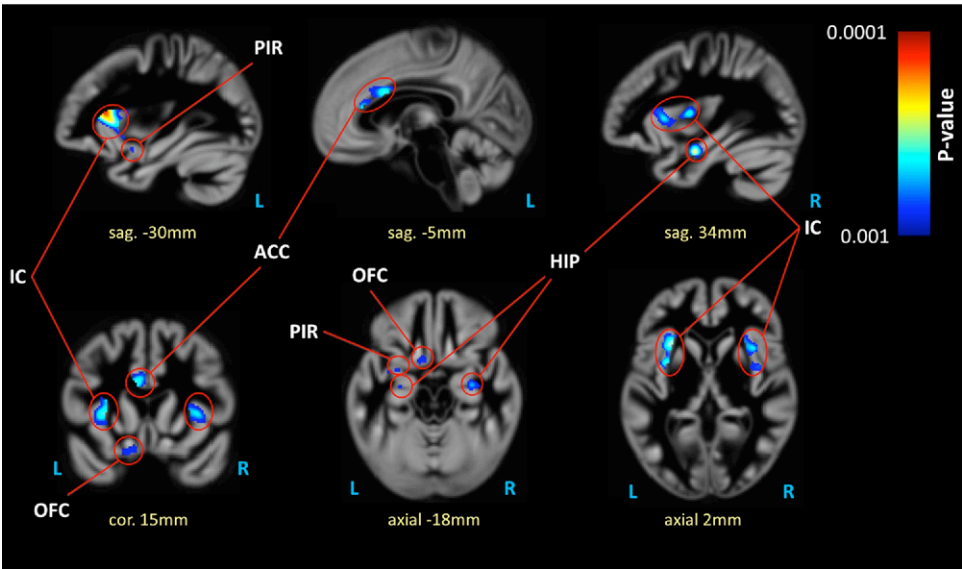 PIR
0.0001
P-value
0.001
L
L
R
sag. -30mm
sag. -5mm
sag. 34mm
IC
ACC
HIP
IC
OFC
PIR
L
R
L
R
L
R
OFC
cor. 15mm
axial -18mm
axial 2mm